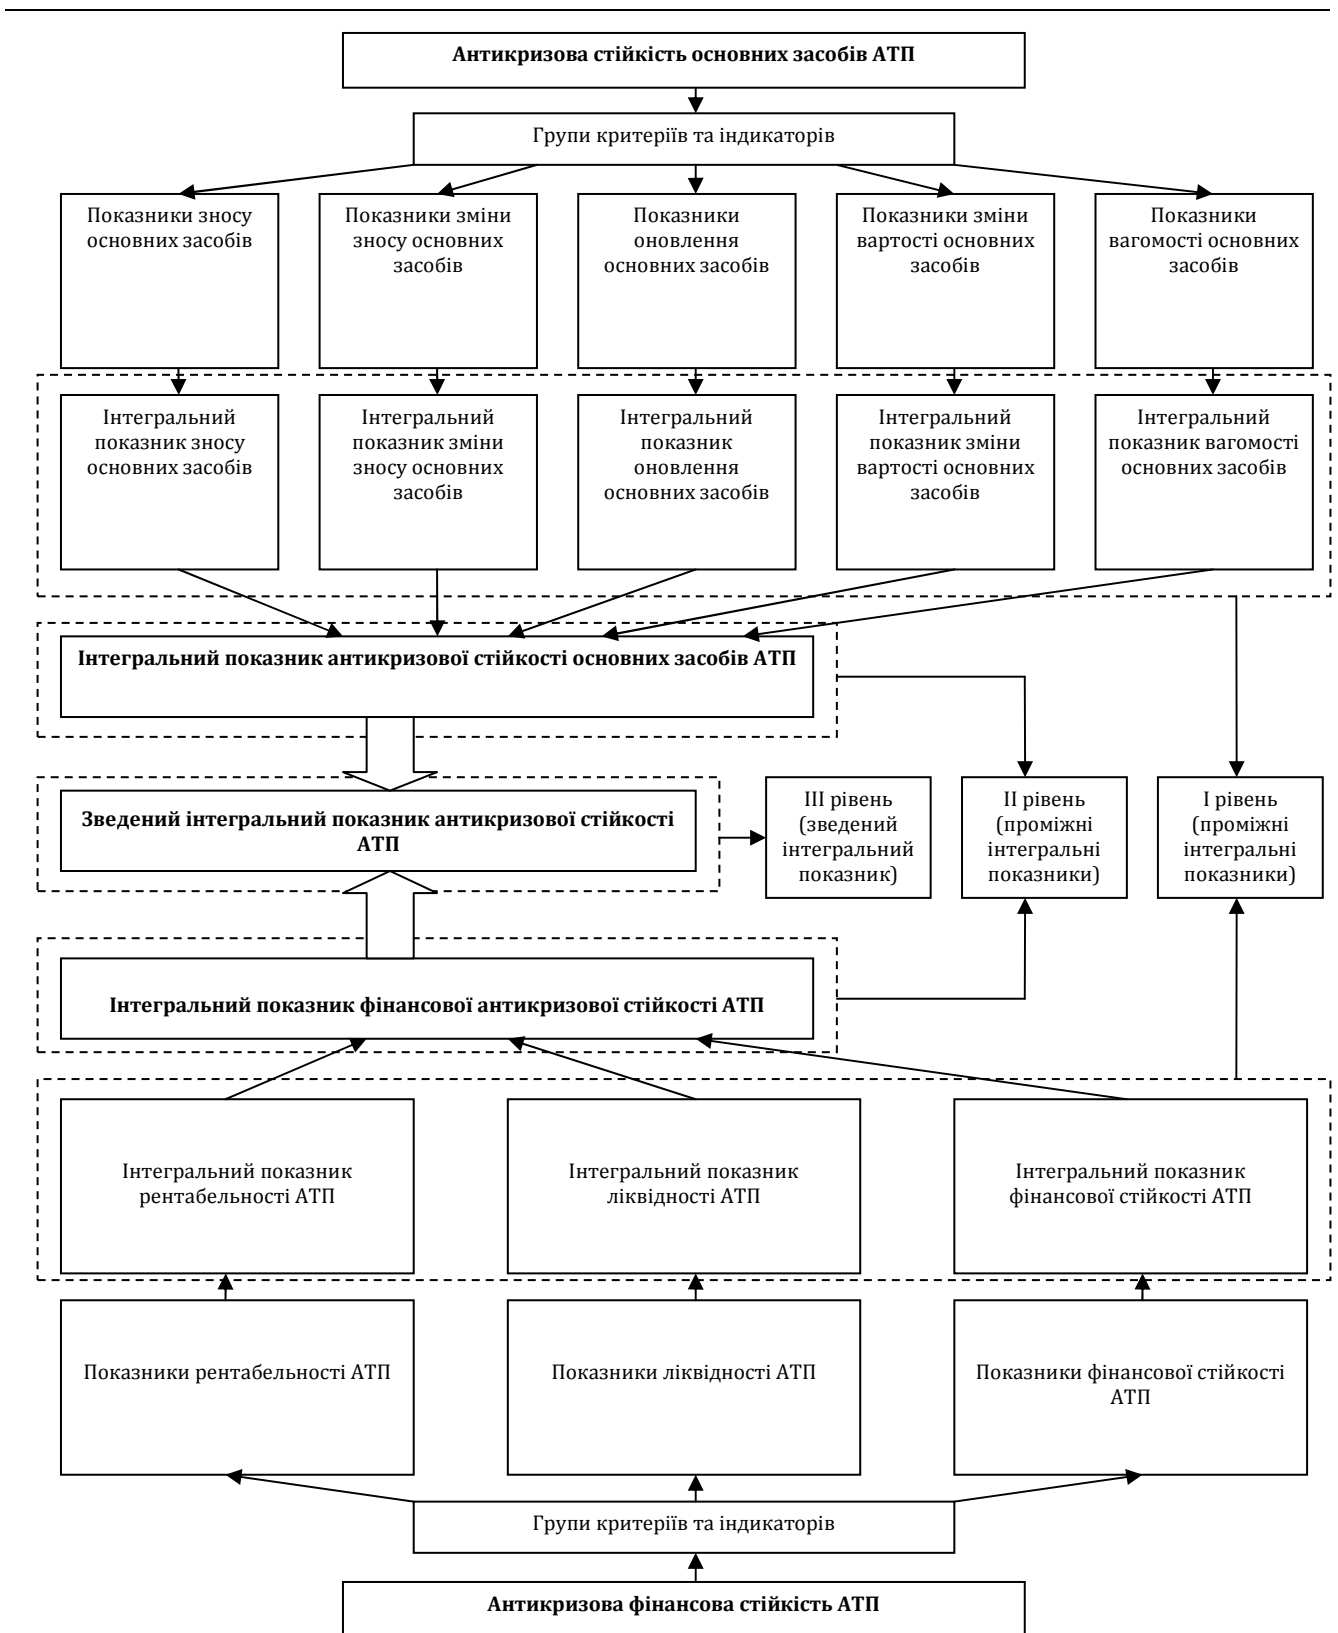 Антикризова стійкість основних засобів АТП
Групи критеріїв та індикаторів
Показники зносу
основних засобів
Показники зміни
зносу основних
засобів
Показники
оновлення
основних засобів
Показники зміни
вартості основних
засобів
Показники
вагомості основних
засобів
Інтегральний
показник зносу
основних засобів
Інтегральний
показник зміни
зносу основних
засобів
Інтегральний
показник
оновлення
основних засобів
Інтегральний
показник зміни
вартості основних
засобів
Інтегральний
показник вагомості
основних засобів
Інтегральний показник антикризової стійкості основних засобів АТП
Зведений інтегральний показник антикризової стійкості
АТП
ІІІ рівень
(зведений
інтегральний
показник)
ІІ рівень
(проміжні
інтегральні
показники)
І рівень
(проміжні
інтегральні
показники)
Інтегральний показник фінансової антикризової стійкості АТП
Інтегральний показник
рентабельності АТП
Інтегральний показник
ліквідності АТП
Інтегральний показник
фінансової стійкості АТП
Показники рентабельності АТП
Показники ліквідності АТП
Показники фінансової стійкості
АТП
Групи критеріїв та індикаторів
Антикризова фінансова стійкість АТП